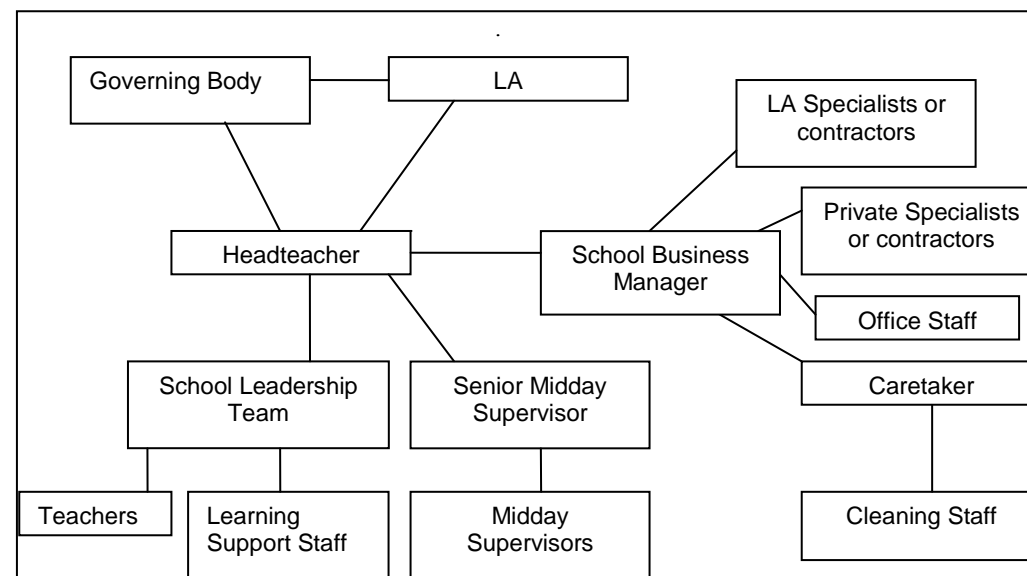 .
Governing Body
LA
LA Specialists or
contractors
Private Specialists
or contractors
Headteacher
School Business
Manager
Office Staff
School Leadership
Team
Senior Midday
Supervisor
Caretaker
Teachers
Learning
Support Staff
Midday
Supervisors
Cleaning Staff